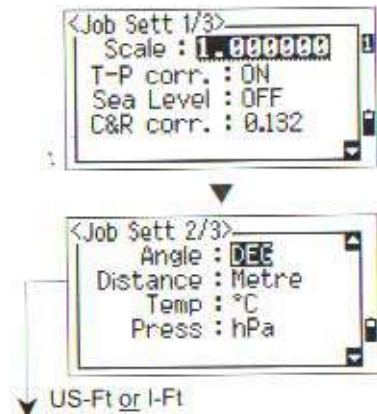 <Job Sett 1/3>
Scale : 1.000000
1
T-P corr. : ON
Sea Level : OFF
C&R corr. : 0.132
<Job Sett 2/3>
Angle : DEG
Distance : Metre
Temp : °C
Press : hPa
US-Ft or I-Ft